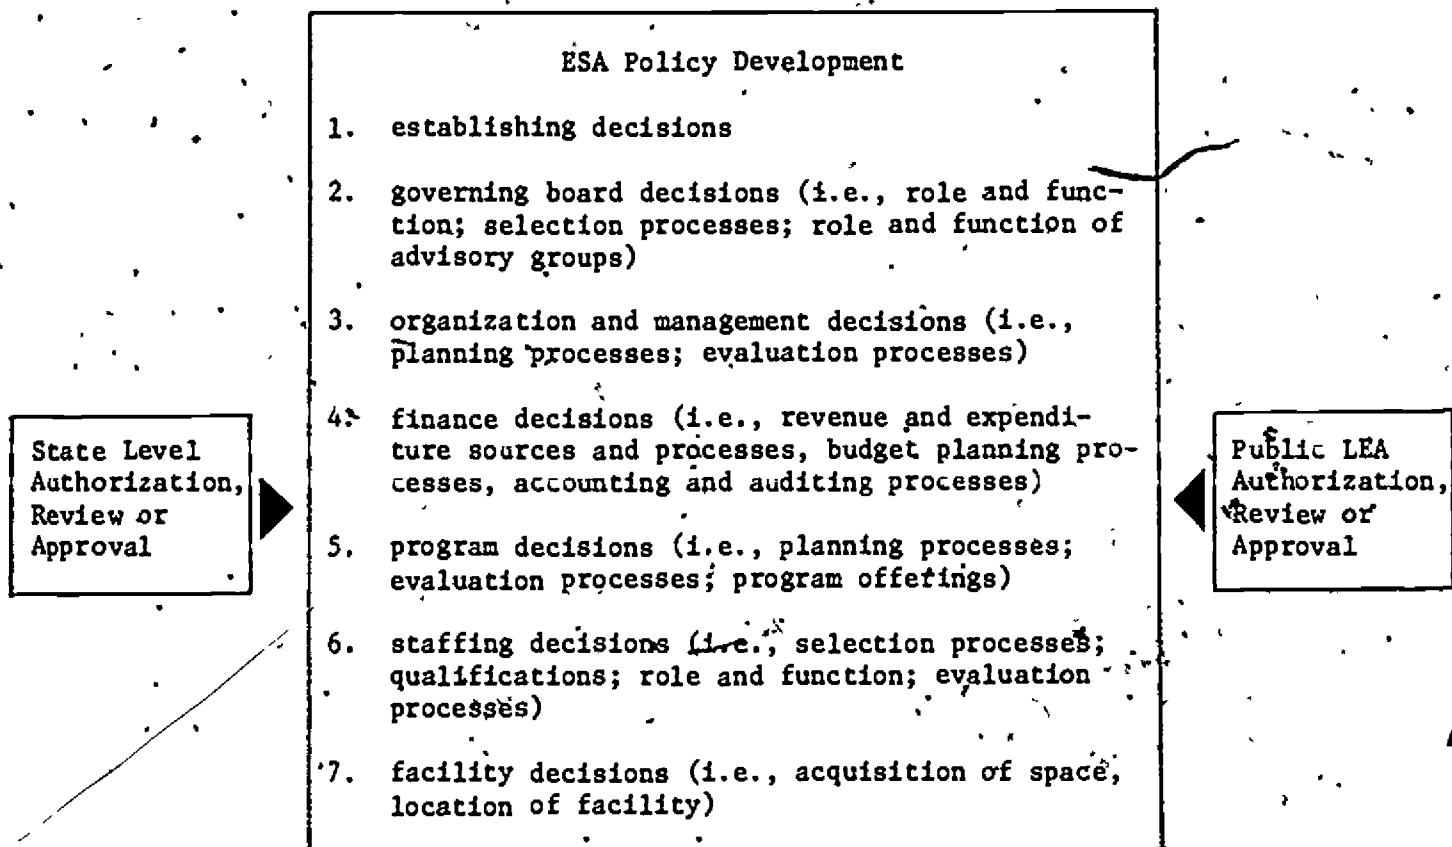 ESA Policy Development
1. establishing decisions
2. governing board decisions (i.e., role and func-
tion; selection processes; role and function of
advisory groups)
3. organization and management decisions (i.e.,
planning processes; evaluation processes)
4. finance decisions (i.e., revenue and expendi-
ture sources and processes, budget planning pro-
cesses, accounting and auditing processes)
5. program decisions (i.e., planning processes;
evaluation processes; program offerings)
6. staffing decisions (i.e., selection processes;
qualifications; role and function; evaluation
processes)
7. facility decisions (i.e., acquisition of space,
location of facility)
State Level
Authorization,
Review or
Approval
Public LEA
Authorization,
Review or
Approval